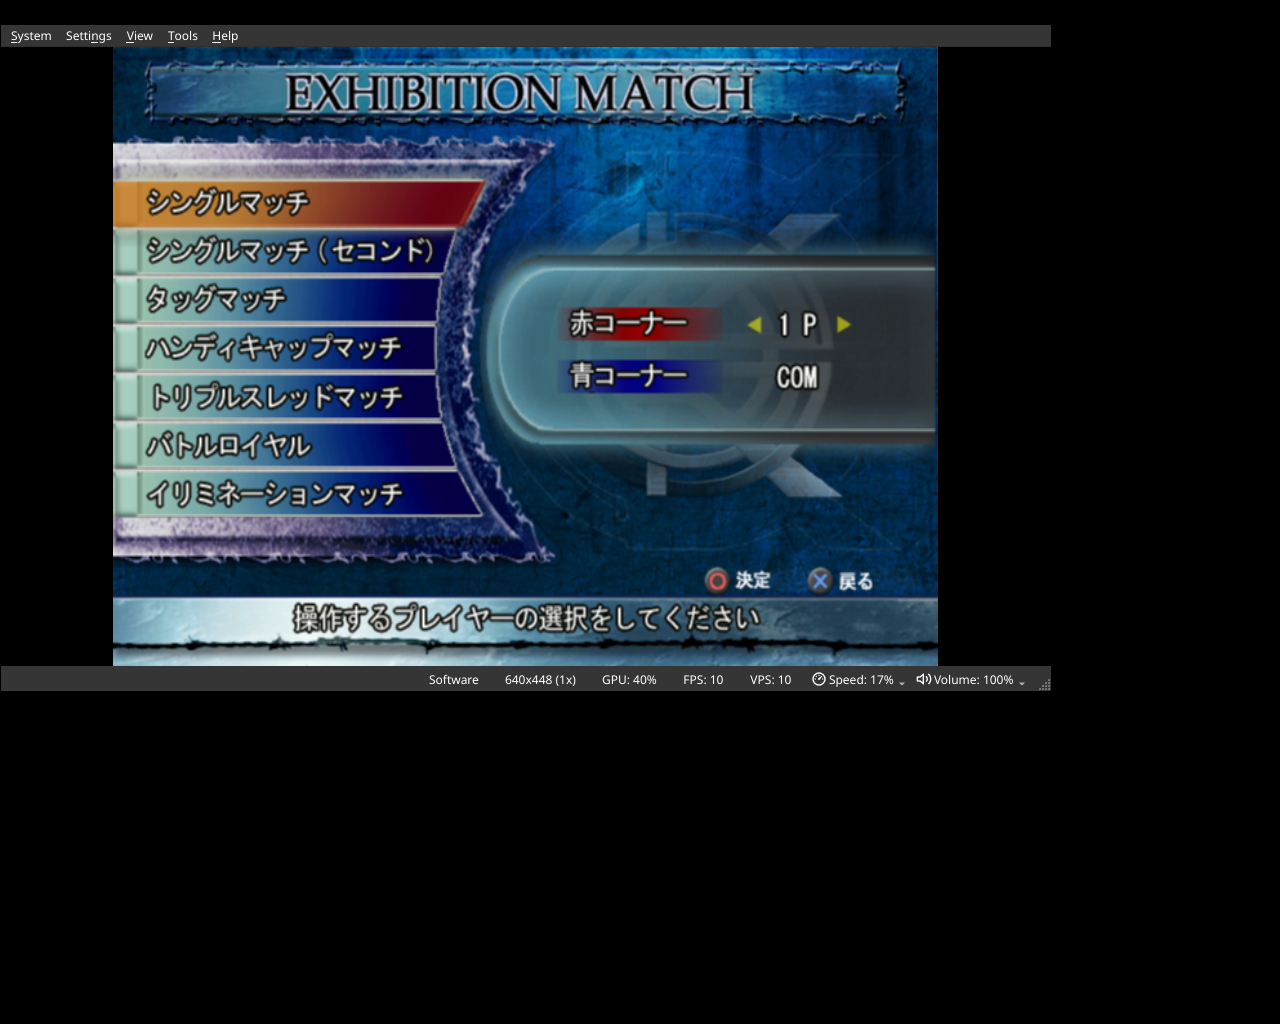 System Settings View Tools Help
EXHIBITION MATCH
シングルマッチ
シングルマッチ（セコンド）
タッグマッチ
ハンディキャップマッチ
トリプルスレッドマッチ
バトルロイヤル
イリミネーションマッチ
赤コーナー 1P
青コーナー COM
決定 戻る
操作するプレイヤーの選択をしてください
Software 640x448 (1x) GPU: 40% FPS: 10 VPS: 10 Speed: 17% Volume: 100%